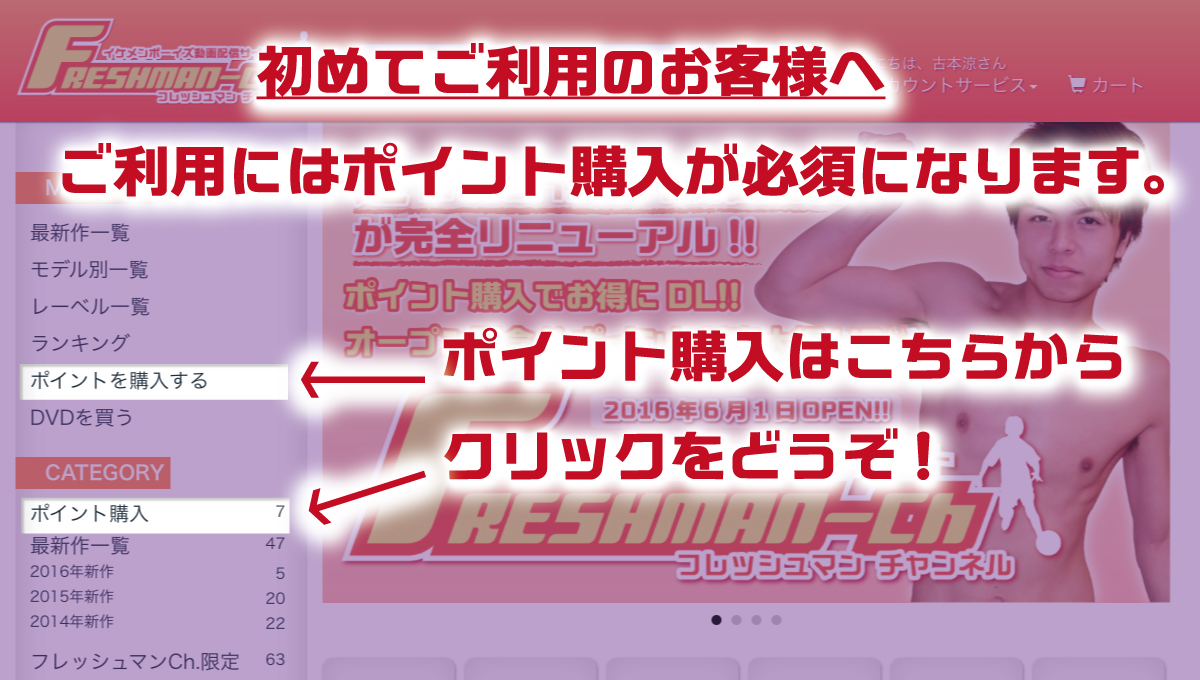 イケメンボーイズ動画配信サ
FRESHMAN-C
フレッシュマン チ
初めてご利用のお客様へ
ちは、古本涼さん
カウントサービス
カート
ご利用にはポイント購入が必須になります。
M
最新作一覧
モデル別一覧
レーベル一覧
ランキング
ポイントを購入する
DVDを買う
が完全リニューアル!!
ポイント購入でお得にDL!!
オープ
ポイント購入はこちらから
2016年6月1日OPEN!!
クリックをどうぞ!
FRESHMAN-Ch
フレッシュマン チャンネル
CATEGORY
ポイント購入 7
最新作一覧 47
2016年新作 5
2015年新作 20
2014年新作 22
フレッシュマンCh.限定 63